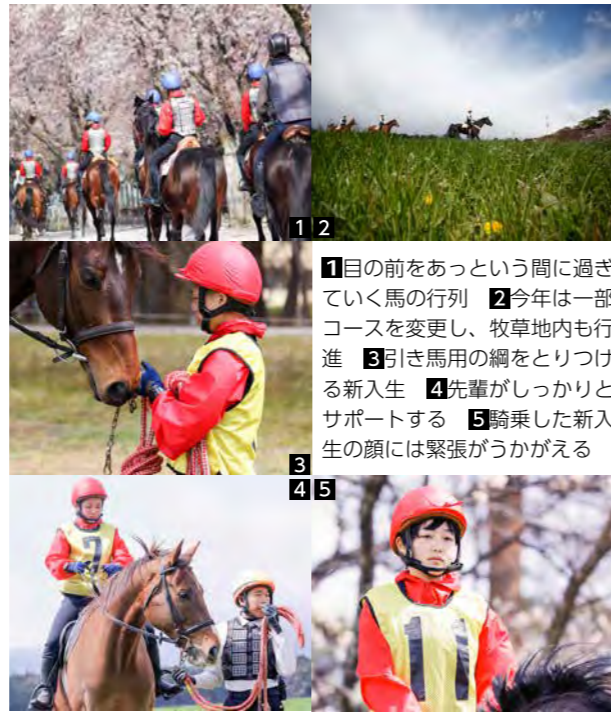 1 2
1目の前をあっという間に過ぎ
ていく馬の行列 2今年は一部
コースを変更し、牧草地内も行
進 3引き馬用の綱をとりつけ
る新入生 4先輩がしっかりと
サポートする 5騎乗した新入
生の顔には緊張がうかがえる
3
4 5
2
11